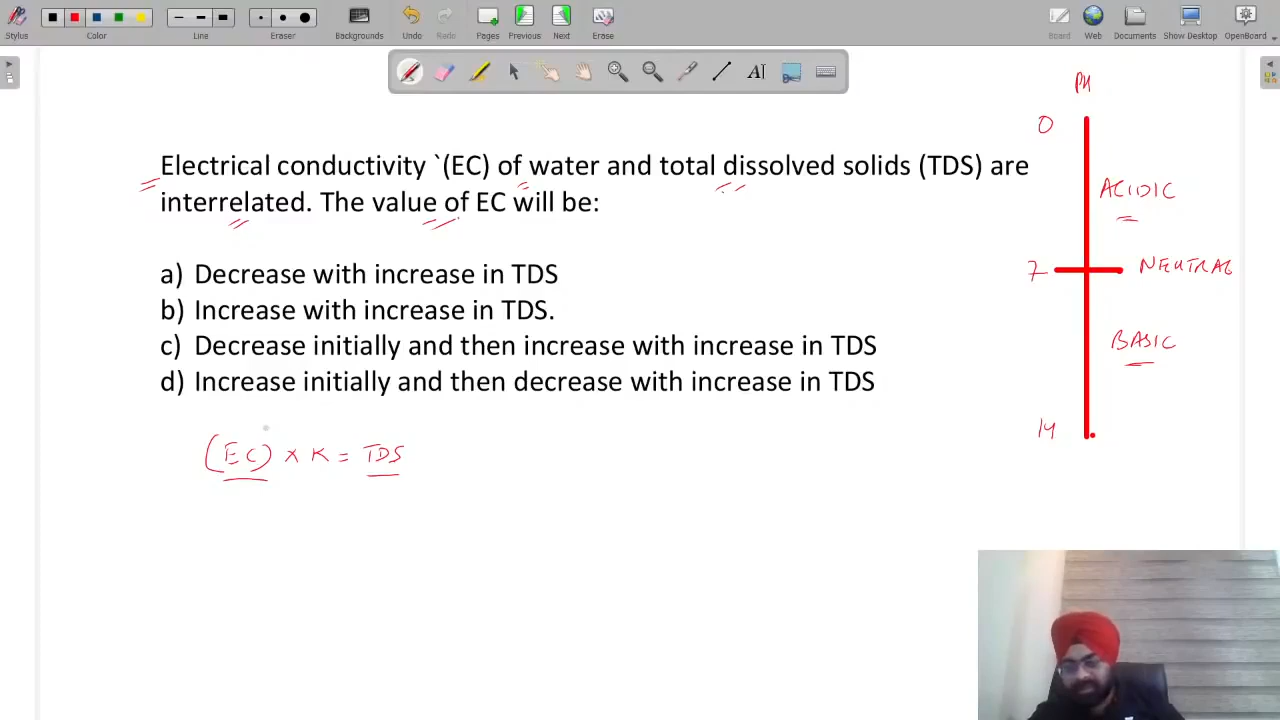 Stylus Color Line Eraser Backgrounds Undo Redo Pages Previous Next Erase Board Web Documents Show Desktop OpenBoard
PH
0
Electrical conductivity `(EC) of water and total dissolved solids (TDS) are
interrelated. The value of EC will be:
ACIDIC
a) Decrease with increase in TDS
7 NEUTRAL
b) Increase with increase in TDS.
c) Decrease initially and then increase with increase in TDS
BASIC
d) Increase initially and then decrease with increase in TDS
14
(EC) × K = TDS